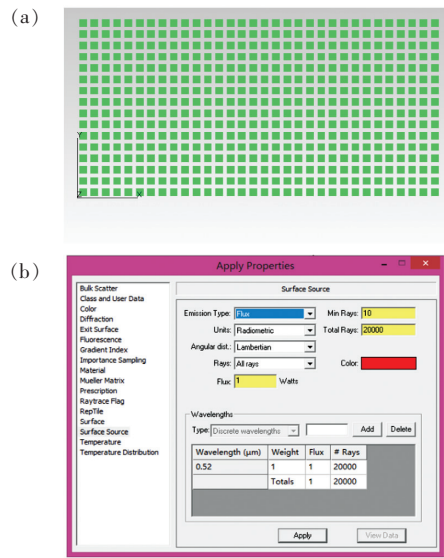 (a)
Y
Z
X
(b)
Apply Properties
Bulk Scatter
Class and User Data
Color
Diffraction
Exit Surface
Fluorescence
Gradient Index
Importance Sampling
Material
Mueller Matrix
Prescription
Raytrace Flag
RepTile
Surface
Surface Source
Temperature
Temperature Distribution
Surface Source
Emission Type: Flux Min Rays: 10
Units: Radiometric Total Rays: 20000
Angular dist.: Lambertian
Rays: All rays Color:
Flux: 1 Watts
Wavelengths
Type: Discrete wavelengths Add Delete
Wavelength (μm) Weight Flux # Rays
0.52 1 1 20000
Totals 1 20000
Apply View Data